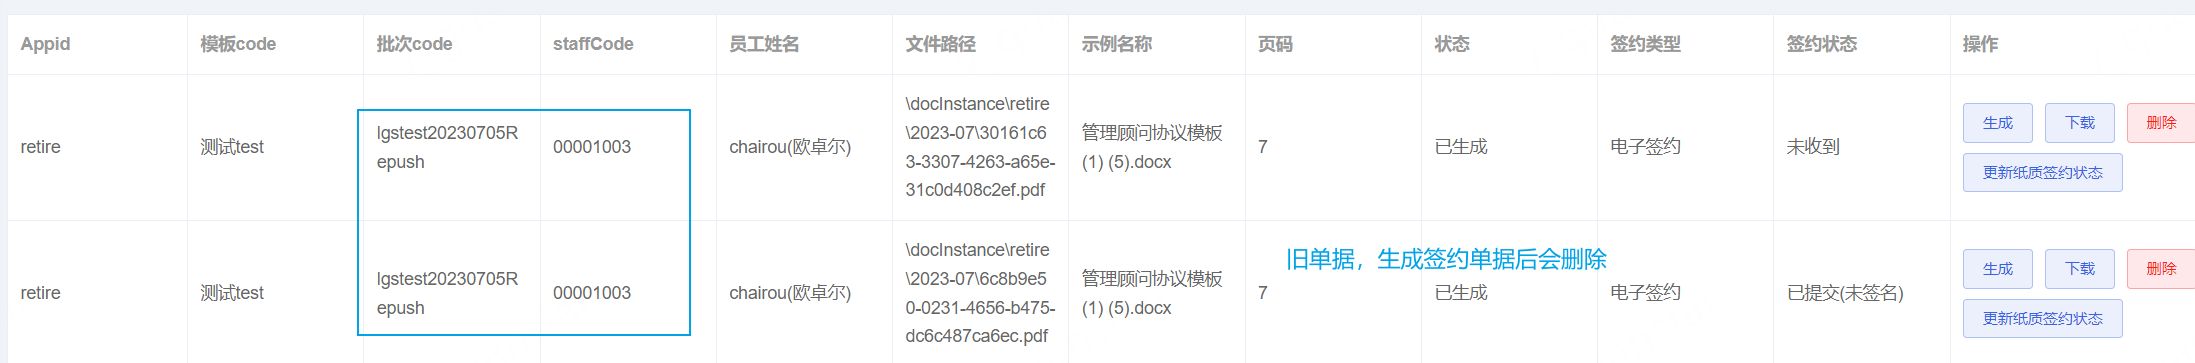 Appid 模板code 批次code staffCode 员工姓名 文件路径 示例名称 页码 状态 签约类型 签约状态 操作
retire
测试test
lgstest20230705R
epush
00001003
chairou(欧卓尔)
\docInstance\retire
\2023-07\30161c6
3-3307-4263-a65e-
31c0d408c2ef.pdf
管理顾问协议模板
(1) (5).docx
7
已生成
电子签约
未收到
生成 下载 删除
更新纸质签约状态
retire
测试test
lgstest20230705R
epush
00001003
chairou(欧卓尔)
\docInstance\retire
\2023-07\6c8b9e5
0-0231-4656-b475-
dc6c487ca6ec.pdf
管理顾问协议模板
(1) (5).docx
旧单据，生成签约单据后会删除
7
已生成
电子签约
已提交(未签名)
生成 下载 删除
更新纸质签约状态